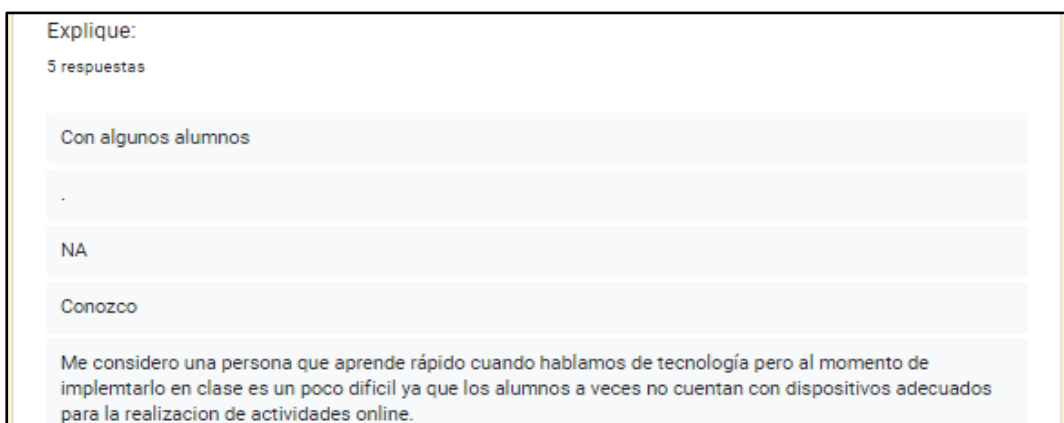 Explique:
5 respuestas
Con algunos alumnos
.
NA
Conozco
Me considero una persona que aprende rápido cuando hablamos de tecnología pero al momento de
implemtarlo en clase es un poco dificil ya que los alumnos a veces no cuentan con dispositivos adecuados
para la realizacion de actividades online.